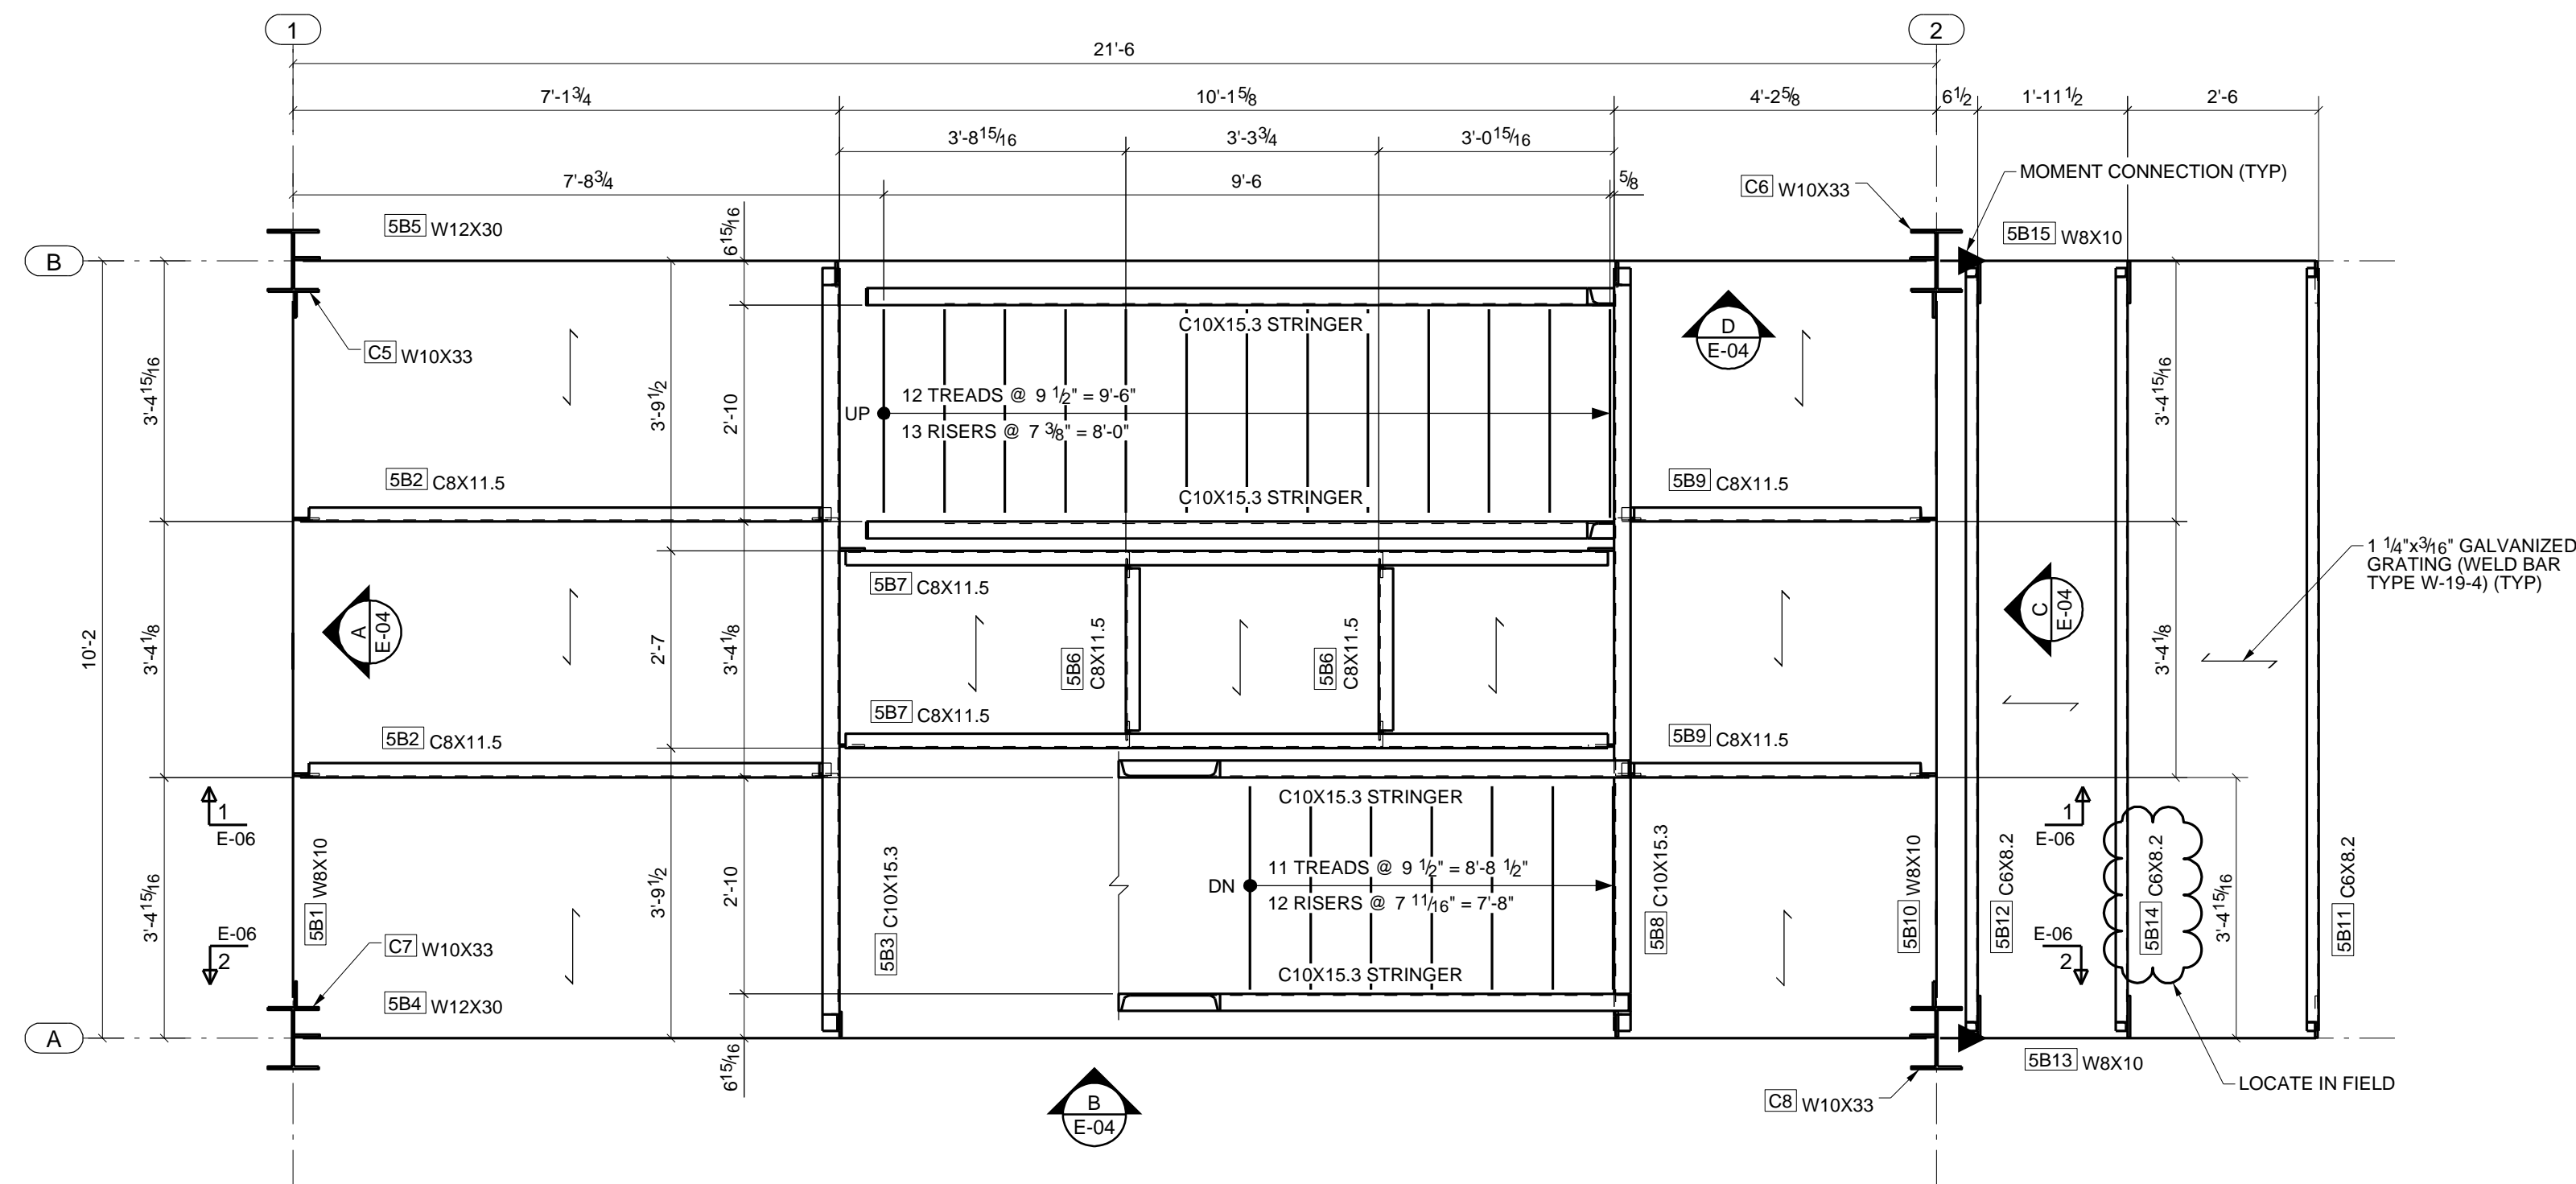 1
2
21'-6
7'-1 3/4
10'-1 5/8
4'-2 5/8
6 1/2
1'-11 1/2
2'-6
3'-8 15/16
3'-3 3/4
3'-0 15/16
7'-8 3/4
9'-6
5/8
MOMENT CONNECTION (TYP)
C6 W10X33
5B5 W12X30
6 15/16
5B15 W8X10
B
C5 W10X33
C10X15.3 STRINGER
D
E-04
3'-4 15/16
3'-9 1/2
2'-10
3'-4 15/16
12 TREADS @ 9 1/2" = 9'-6"
UP
13 RISERS @ 7 3/8" = 8'-0"
5B2 C8X11.5
C10X15.3 STRINGER
5B9 C8X11.5
1 1/4"x3/16" GALVANIZED
GRATING (WELD BAR
TYPE W-19-4) (TYP)
5B7 C8X11.5
A
E-04
C
E-04
10'-2
3'-4 1/8
2'-7
3'-4 1/8
5B6
C8X11.5
5B6
C8X11.5
3'-4 1/8
5B7 C8X11.5
5B2 C8X11.5
5B9 C8X11.5
C10X15.3 STRINGER
1
E-06
1
E-06
5B1 W8X10
3'-4 15/16
3'-9 1/2
2'-10
5B3 C10X15.3
11 TREADS @ 9 1/2" = 8'-8 1/2"
DN
12 RISERS @ 7 11/16" = 7'-8"
5B8 C10X15.3
5B10 W8X10
5B12 C6X8.2
5B14 C6X8.2
3'-4 15/16
5B11 C6X8.2
E-06
2
E-06
2
C7 W10X33
C10X15.3 STRINGER
5B4 W12X30
A
6 15/16
5B13 W8X10
LOCATE IN FIELD
B
E-04
C8 W10X33